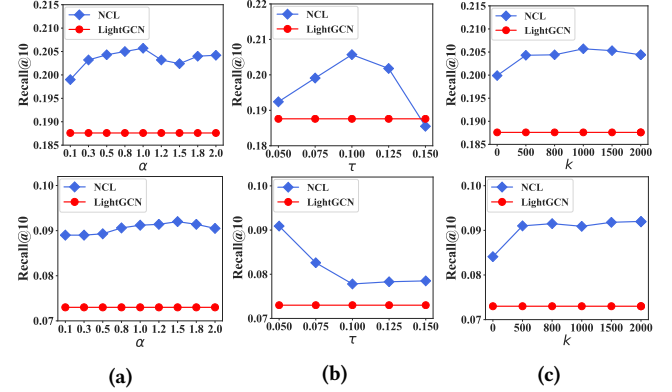 NCL
LightGCN
Recall@10
0.210
0.205
0.200
0.195
0.190
0.185
0.1 0.3 0.5 0.8 1.0 1.2 1.5 1.8 2.0
α
NCL
LightGCN
Recall@10
0.22
0.21
0.20
0.19
0.18
0.050 0.075 0.100 0.125 0.150
τ
NCL
LightGCN
Recall@10
0.210
0.205
0.200
0.195
0.190
0.185
0 500 800 1000 1500 2000
k
NCL
LightGCN
Recall@10
0.10
0.09
0.08
0.07
0.1 0.3 0.5 1.8 1.0 1.2 1.5 1.8 2.0
α
NCL
LightGCN
Recall@10
0.10
0.09
0.08
0.07
0.050 0.075 0.100 0.125 0.150
τ
NCL
LightGCN
Recall@10
0.10
0.09
0.08
0.07
0 500 800 1000 1500 2000
k
(a) (b) (c)